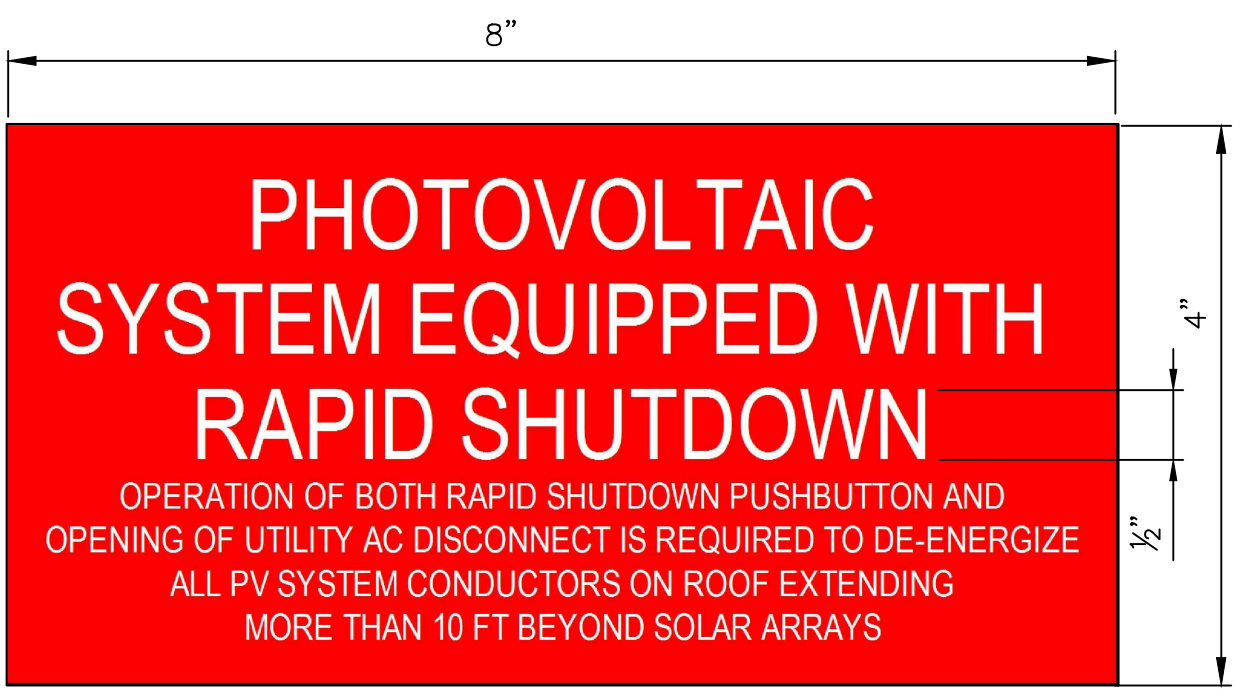 8”
PHOTOVOLTAIC
SYSTEM EQUIPPED WITH
RAPID SHUTDOWN
OPERATION OF BOTH RAPID SHUTDOWN PUSHBUTTON AND
OPENING OF UTILITY AC DISCONNECT IS REQUIRED TO DE-ENERGIZE
ALL PV SYSTEM CONDUCTORS ON ROOF EXTENDING
MORE THAN 10 FT BEYOND SOLAR ARRAYS
4”
½”